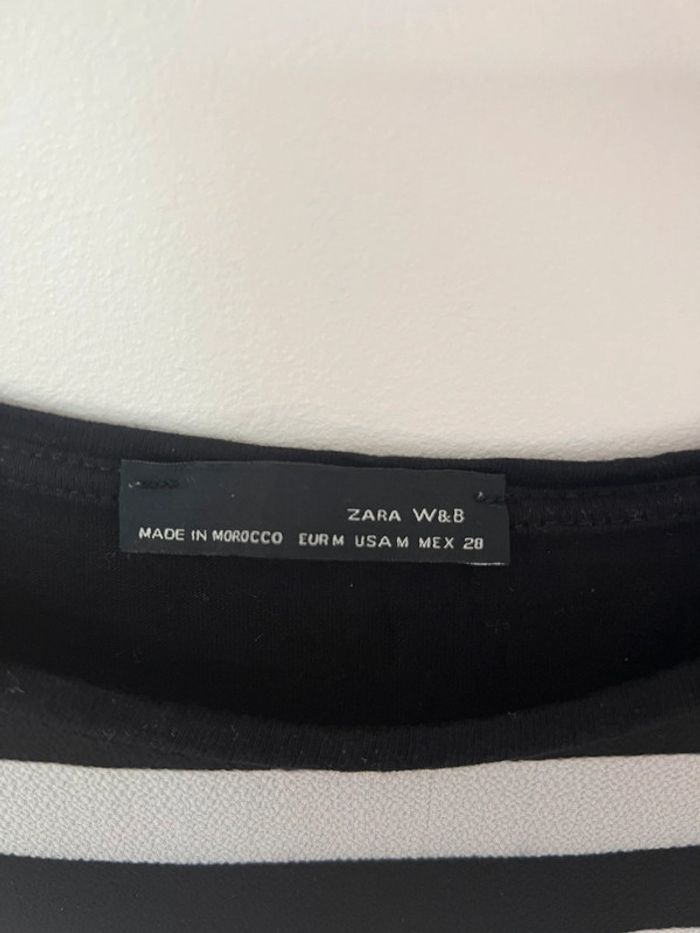 ZARA W&B
MADE IN MOROCCO EUR M USA M MEX 28